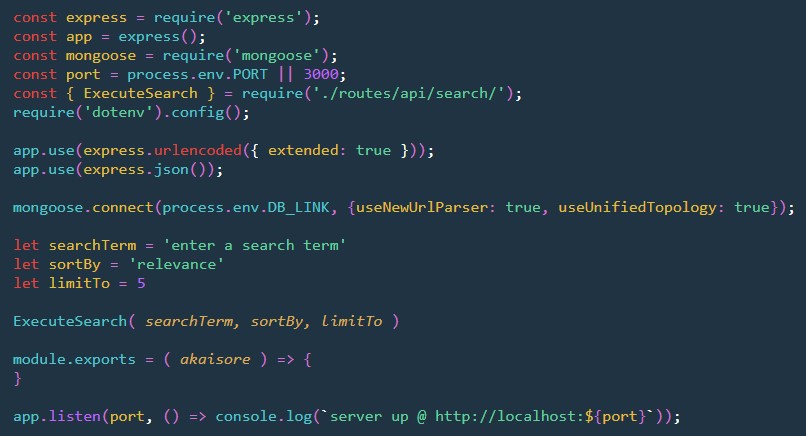 const express = require('express');
const app = express();
const mongoose = require('mongoose');
const port = process.env.PORT || 3000;
const { ExecuteSearch } = require('./routes/api/search/');
require('dotenv').config();
app.use(express.urlencoded({ extended: true }));
app.use(express.json());
mongoose.connect(process.env.DB_LINK, {useNewUrlParser: true, useUnifiedTopology: true});
let searchTerm = 'enter a search term'
let sortBy = 'relevance'
let limitTo = 5
ExecuteSearch( searchTerm, sortBy, limitTo )
module.exports = ( akaisore ) => {
}
app.listen(port, () => console.log(`server up @ http://localhost:${port}`));